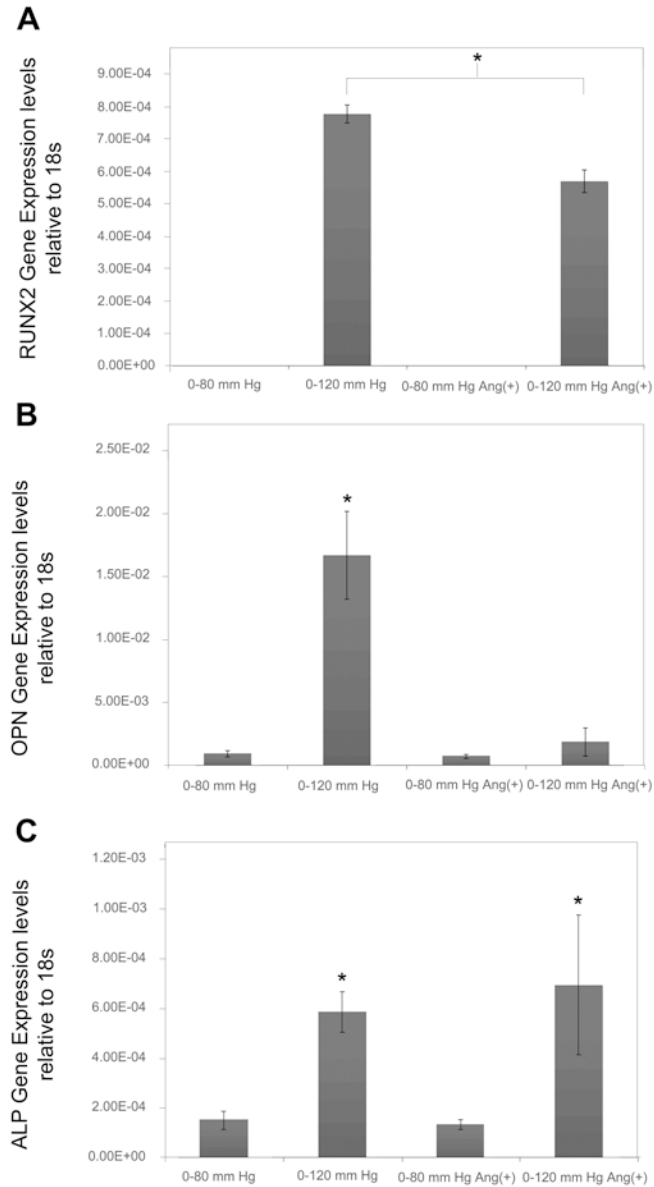 A
RUNX2 Gene Expression levels
relative to 18s
*
9.00E-04
8.00E-04
7.00E-04
6.00E-04
5.00E-04
4.00E-04
3.00E-04
2.00E-04
1.00E-04
0.00E+00
0-80 mm Hg 0-120 mm Hg 0-80 mm Hg Ang(+) 0-120 mm Hg Ang(+)
B
OPN Gene Expression levels
relative to 18s
2.50E-02
2.00E-02
*
1.50E-02
1.00E-02
5.00E-03
0.00E+00
0-80 mm Hg 0-120 mm Hg 0-80 mm Hg Ang(+) 0-120 mm Hg Ang(+)
C
ALP Gene Expression levels
relative to 18s
1.20E-03
1.00E-03
*
8.00E-04
*
6.00E-04
4.00E-04
2.00E-04
0.00E+00
0-80 mm Hg 0-120 mm Hg 0-80 mm Hg Ang(+) 0-120 mm Hg Ang(+)